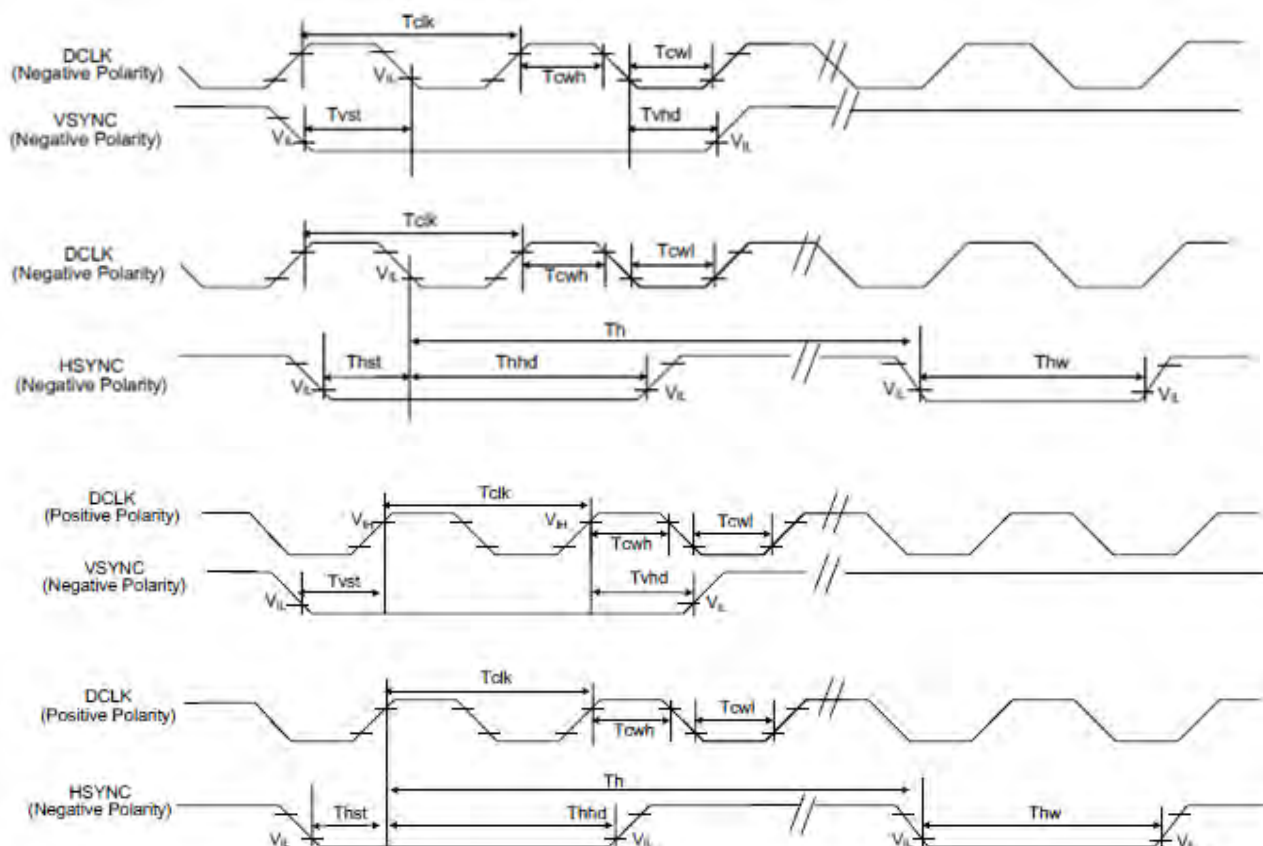 Tclk
DCLK
(Negative Polarity)
VIL
Tcwh
Tcwl
VSYNC
(Negative Polarity)
VIL
Tvst
Tvhd
VIL
Tclk
DCLK
(Negative Polarity)
VIL
Tcwh
Tcwl
Th
HSYNC
(Negative Polarity)
VIL
Thst
Thhd
VIL
VIL
Thw
VIL
Tclk
DCLK
(Positive Polarity)
VIH
VIH
Tcwh
Tcwl
VSYNC
(Negative Polarity)
VIL
Tvst
Tvhd
VIL
Tclk
DCLK
(Positive Polarity)
Tcwh
Tcwl
Th
HSYNC
(Negative Polarity)
VIL
Thst
Thhd
VIL
VIL
Thw
VIL